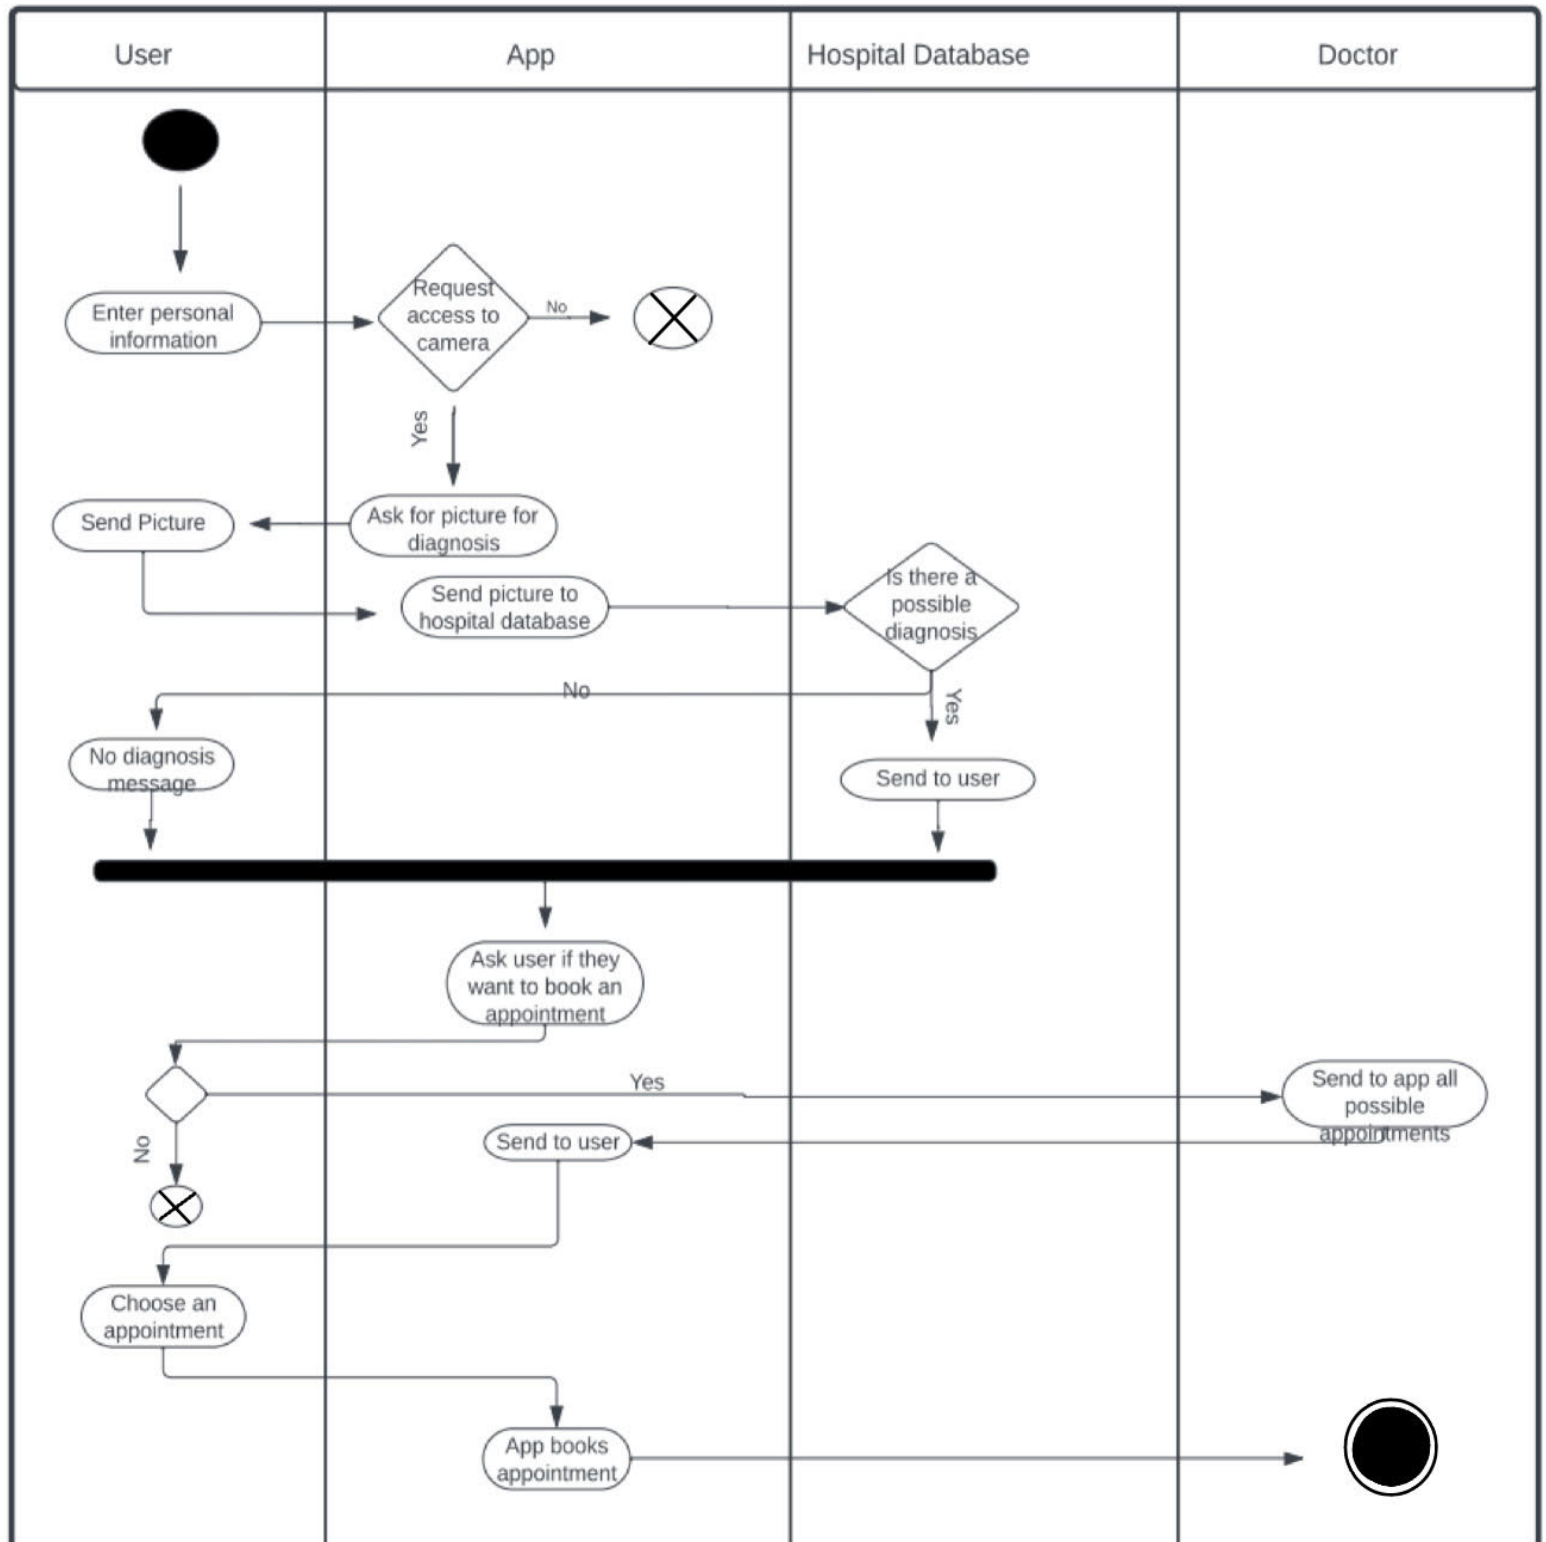 User
App
Hospital Database
Doctor
Enter personal
information
Request
access to
camera
No
Yes
Send Picture
Ask for picture for
diagnosis
Send picture to
hospital database
Is there a
possible
diagnosis
No
Yes
No diagnosis
message
Send to user
Ask user if they
want to book an
appointment
Yes
Send to app all
possible
appointments
No
Send to user
Choose an
appointment
App books
appointment